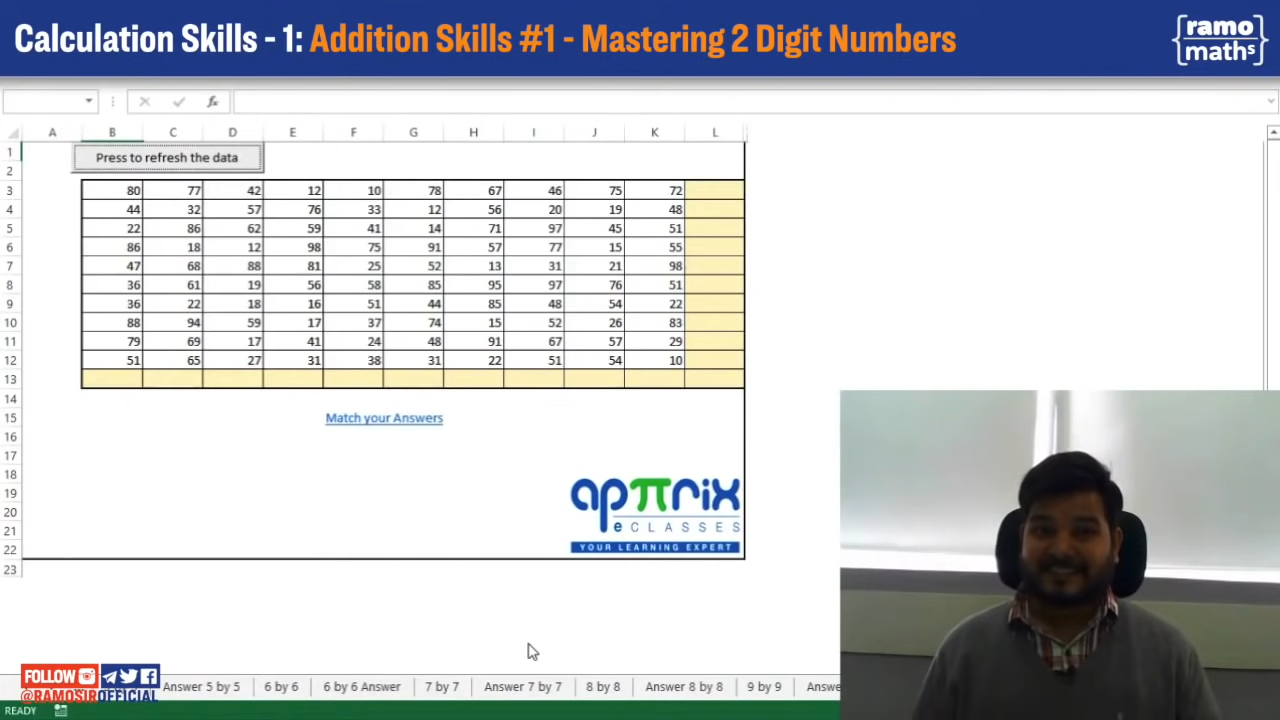 Calculation Skills - 1: Addition Skills #1 - Mastering 2 Digit Numbers
ramo
maths
fx
A B C D E F G H I J K L
1 Press to refresh the data
2
3 80 77 42 12 10 78 67 46 75 72
4 44 32 57 76 33 12 56 20 19 48
5 22 86 62 59 41 14 71 97 45 51
6 86 18 12 98 75 91 57 77 15 55
7 47 68 88 81 25 52 13 31 21 98
8 36 61 19 56 58 85 95 97 76 51
9 36 22 18 16 51 44 85 48 54 22
10 88 94 59 17 37 74 15 52 26 83
11 79 69 17 41 24 48 91 67 57 29
12 51 65 27 31 38 31 22 51 54 10
13
14
15 Match your Answers
16
17
18
19 apππrix
20
21 eCLASSES
22 YOUR LEARNING EXPERT
23
FOLLOW
@RAMOSIROFFICIAL
Answer 5 by 5 6 by 6 6 by 6 Answer 7 by 7 Answer 7 by 7 8 by 8 Answer 8 by 8 9 by 9 Answe
READY